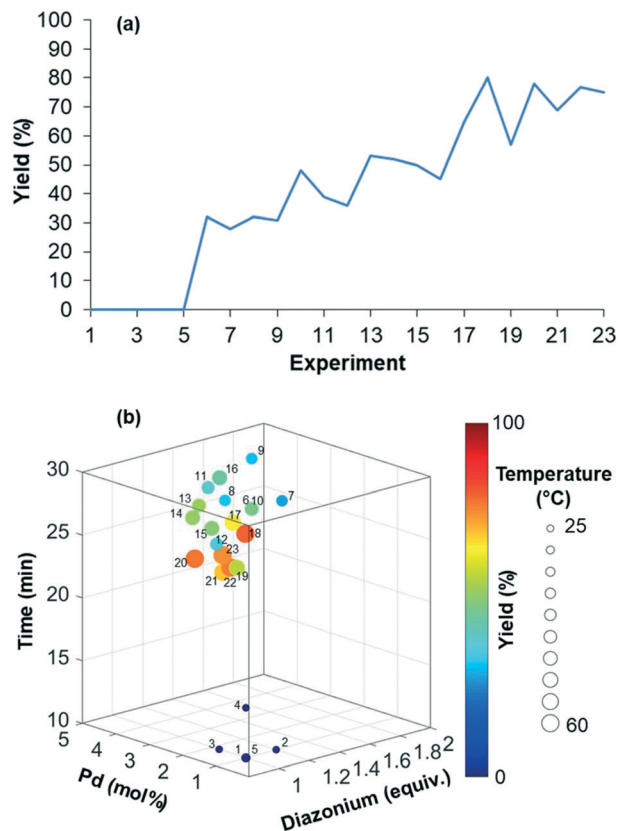 (a)
100
90
80
70
60
50
40
30
20
10
0
Yield (%)
1 3 5 7 9 11 13 15 17 19 21 23
Experiment
(b)
30
25
20
15
10
Time (min)
5 4 3 2 1
Pd (mol%)
1 1.2 1.4 1.6 1.8 2
Diazonium (equiv.)
9
11 16
13 8 6 10 7
14 15 17
12 18
20 23
21 22 19
4
3 1 5 2
100
Yield (%)
0
Temperature
(°C)
25
60